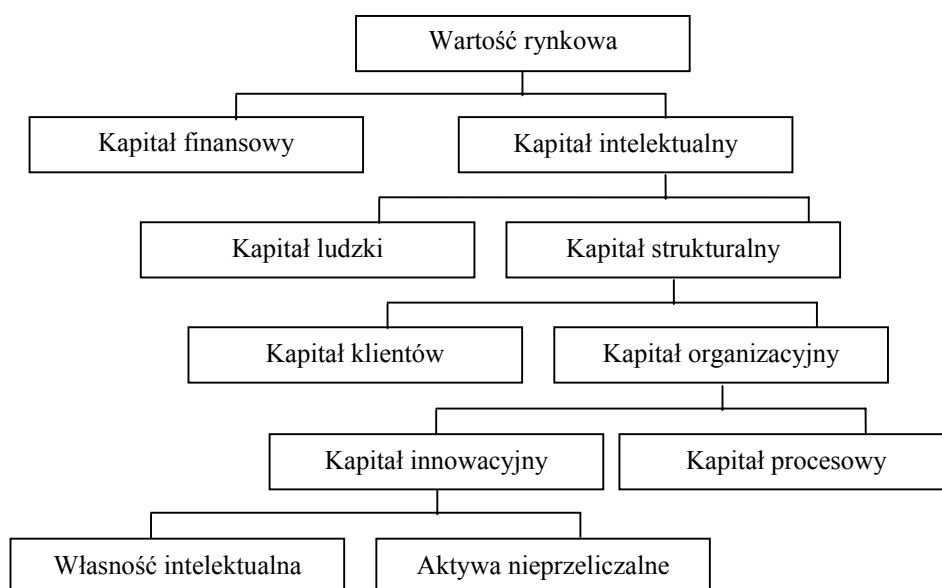 Wartość rynkowa
Kapitał finansowy
Kapitał intelektualny
Kapitał ludzki
Kapitał strukturalny
Kapitał klientów
Kapitał organizacyjny
Kapitał innowacyjny
Kapitał procesowy
Własność intelektualna
Aktywa nieprzeliczalne